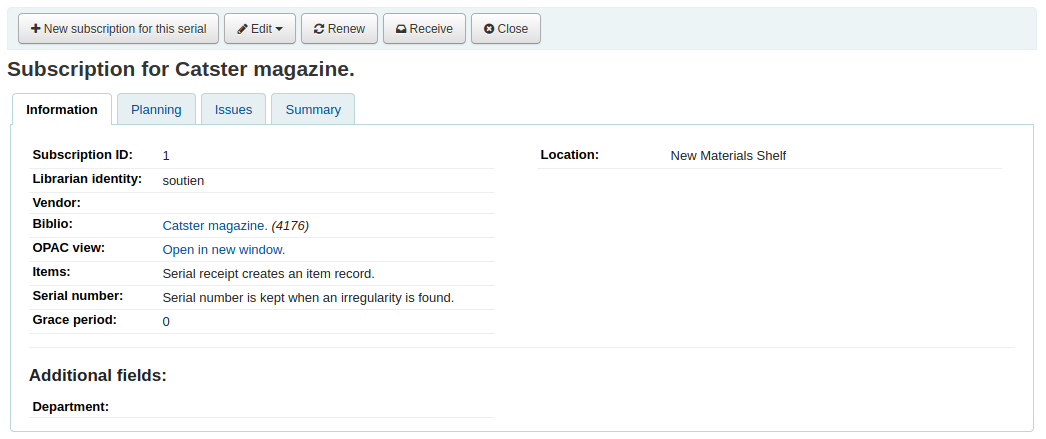 New subscription for this serial Edit Renew Receive Close
Subscription for Catster magazine.
Information Planning Issues Summary
Subscription ID: 1
Librarian identity: soutien
Vendor:
Biblio: Catster magazine. (4176)
OPAC view: Open in new window.
Items: Serial receipt creates an item record.
Serial number: Serial number is kept when an irregularity is found.
Grace period: 0
Location: New Materials Shelf
Additional fields:
Department: